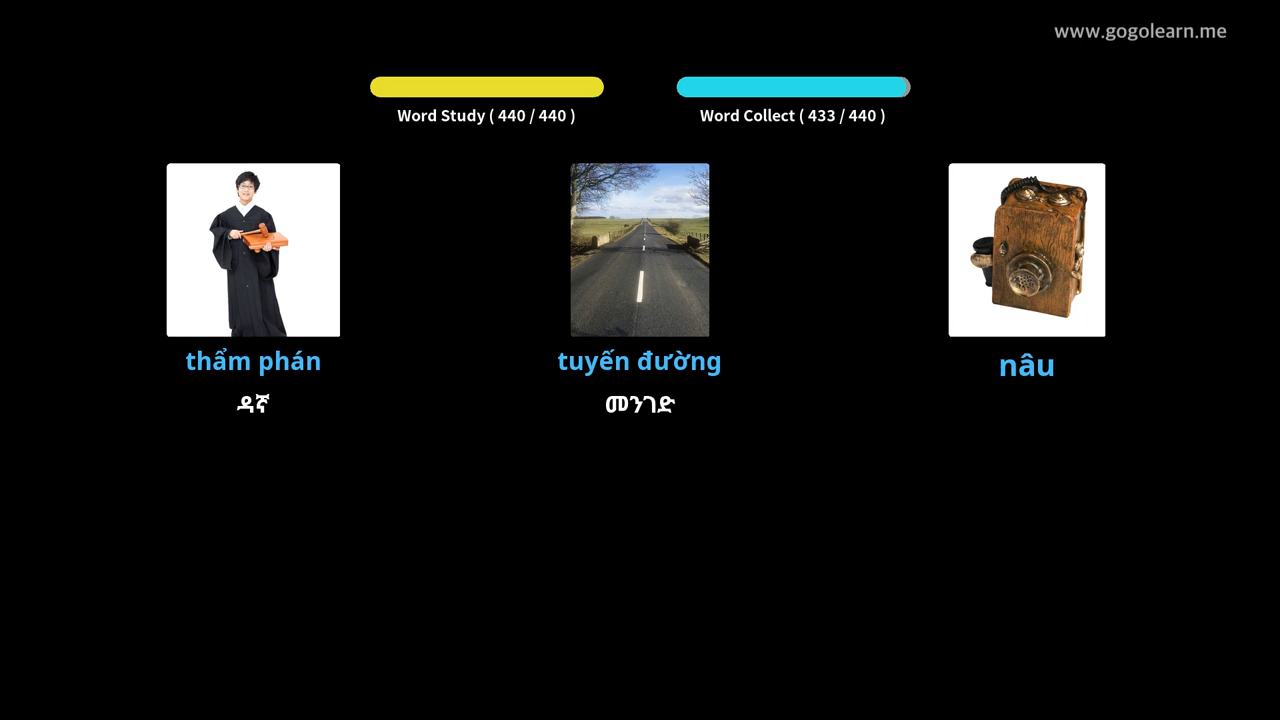 www.gogolearn.me
Word Study ( 440 / 440 )
Word Collect ( 433 / 440 )
thẩm phán
tuyến đường
nâu
ዳኛ
መንገድ